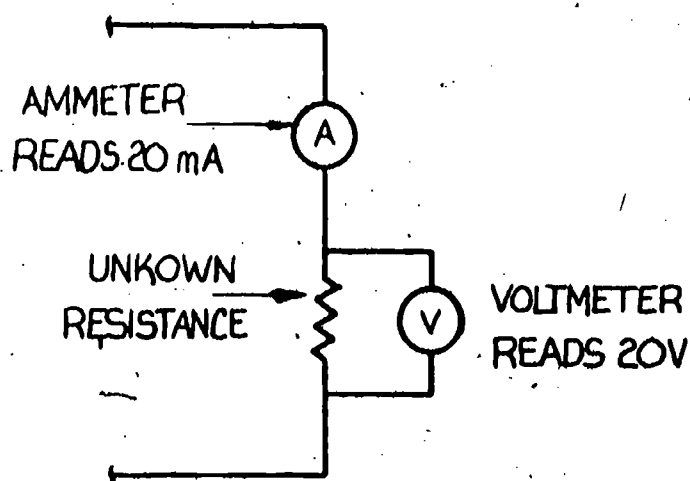 AMMETER
READS 20 mA
A
UNKOWN
RESISTANCE
V
VOLTMETER
READS 20V